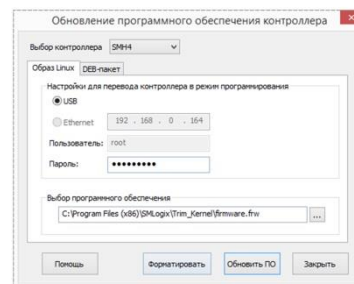 Обновление программного обеспечения контроллера
Выбор контроллера SMH4
Образ Linux DEB-пакет
Настройки для перевода контроллера в режим программирования
USB
Ethernet 192 . 168 . 0 . 164
Пользователь: root
Пароль: •••••••••
Выбор программного обеспечения
C:\Program Files (x86)\SMLogix\Trim_Kernel\firmware.frw ...
Помощь Форматировать Обновить ПО Закрыть